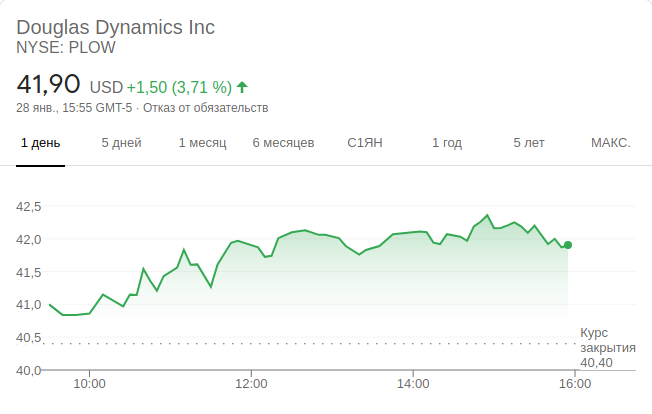 Douglas Dynamics Inc
NYSE: PLOW
41,90 USD +1,50 (3,71 %)
28 янв., 15:55 GMT-5 · Отказ от обязательств
1 день 5 дней 1 месяц 6 месяцев С1ЯН 1 год 5 лет МАКС.
42,5
42,0
41,5
41,0
40,5
40,0
Курс
закрытия
40,40
10:00 12:00 14:00 16:00